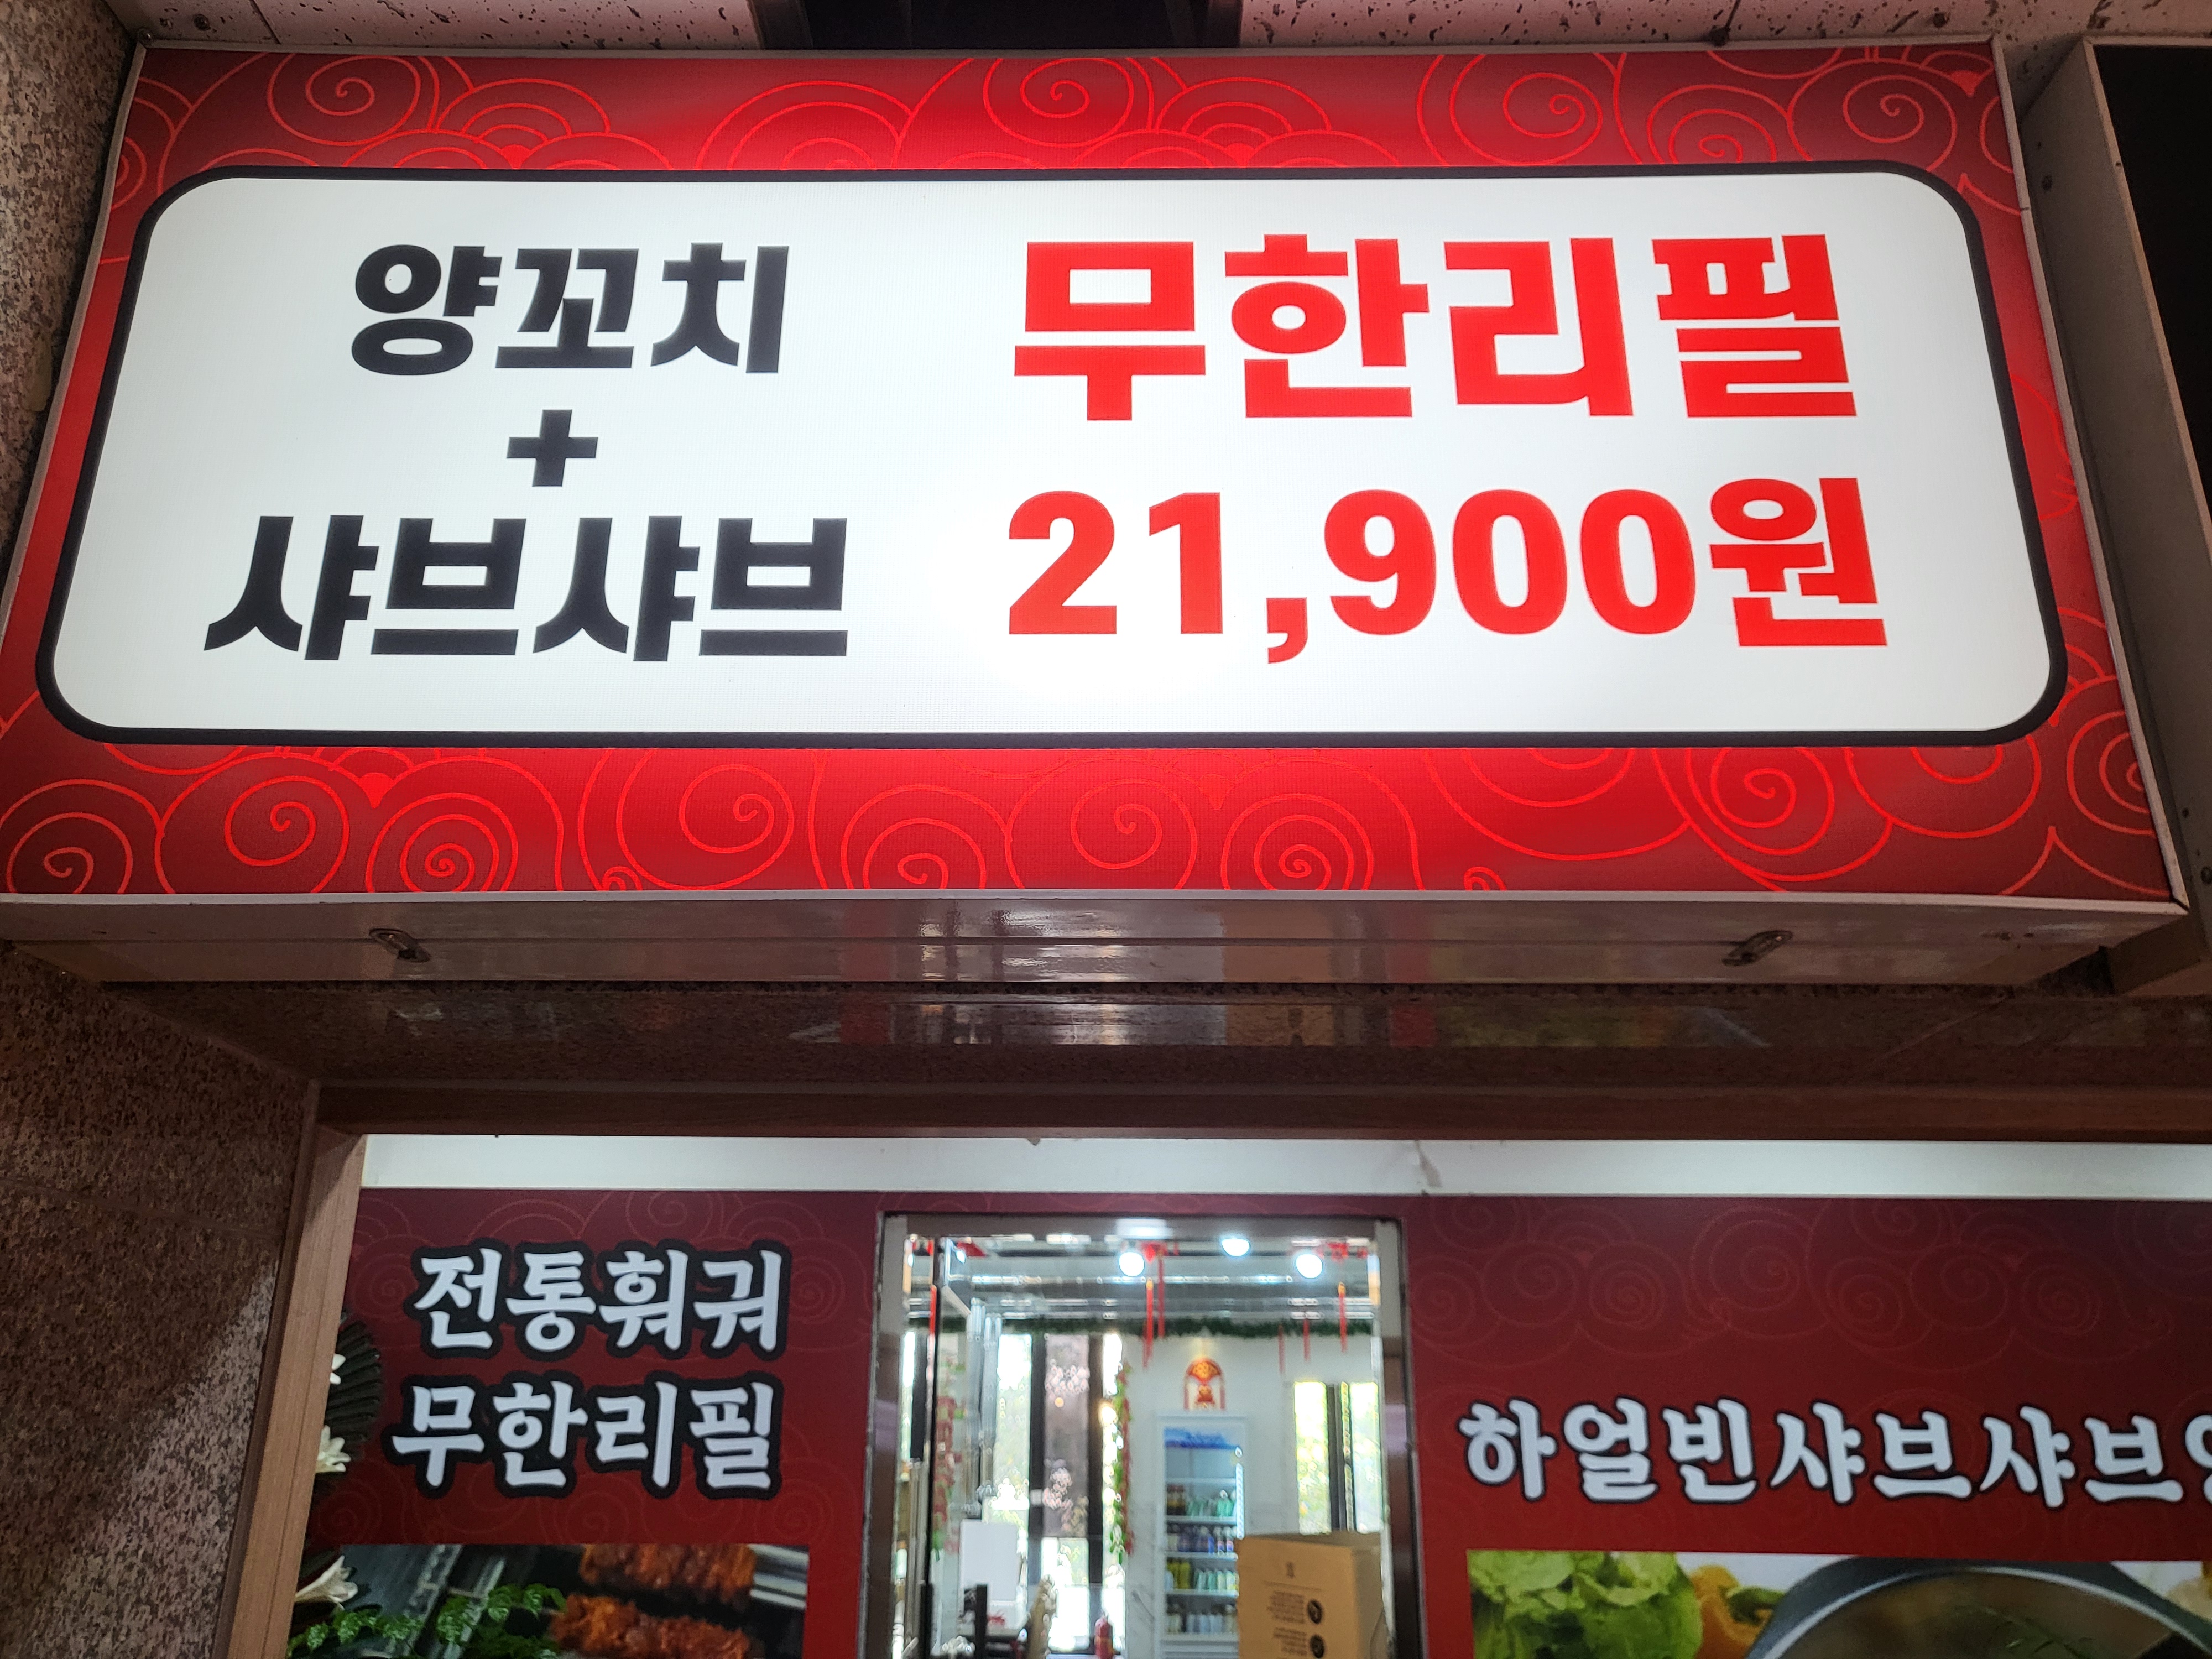 양꼬치
+
샤브샤브
무한리필
21,900원
전통훠궈
무한리필
하얼빈샤브샤브